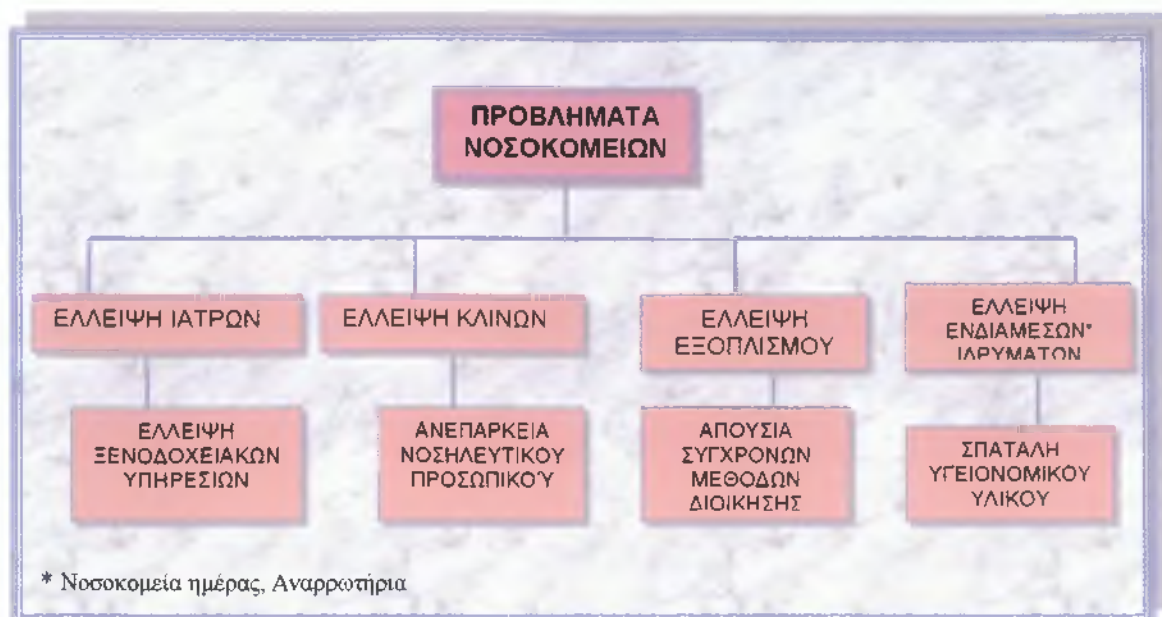 ΠΡΟΒΛΗΜΑΤΑ
ΝΟΣΟΚΟΜΕΙΩΝ
ΕΛΛΕΙΨΗ ΙΑΤΡΩΝ
ΕΛΛΕΙΨΗ ΚΛΙΝΩΝ
ΕΛΛΕΙΨΗ
ΕΞΟΠΛΙΣΜΟΥ
ΕΛΛΕΙΨΗ
ΕΝΔΙΑΜΕΣΩΝ*
ΙΔΡΥΜΑΤΩΝ
ΕΛΛΕΙΨΗ
ΞΕΝΟΔΟΧΕΙΑΚΩΝ
ΥΠΗΡΕΣΙΩΝ
ΑΝΕΠΑΡΚΕΙΑ
ΝΟΣΗΛΕΥΤΙΚΟΥ
ΠΡΟΣΩΠΙΚΟΎ
ΑΠΟΥΣΙΑ
ΣΥΓΧΡΟΝΩΝ
ΜΕΘΟΔΩΝ
ΔΙΟΙΚΗΣΗΣ
ΣΠΑΤΑΛΗ
ΥΓΕΙΟΝΟΜΙΚΟΥ
ΥΛΙΚΟΥ
* Νοσοκομεία ημέρας, Αναρρωτήρια